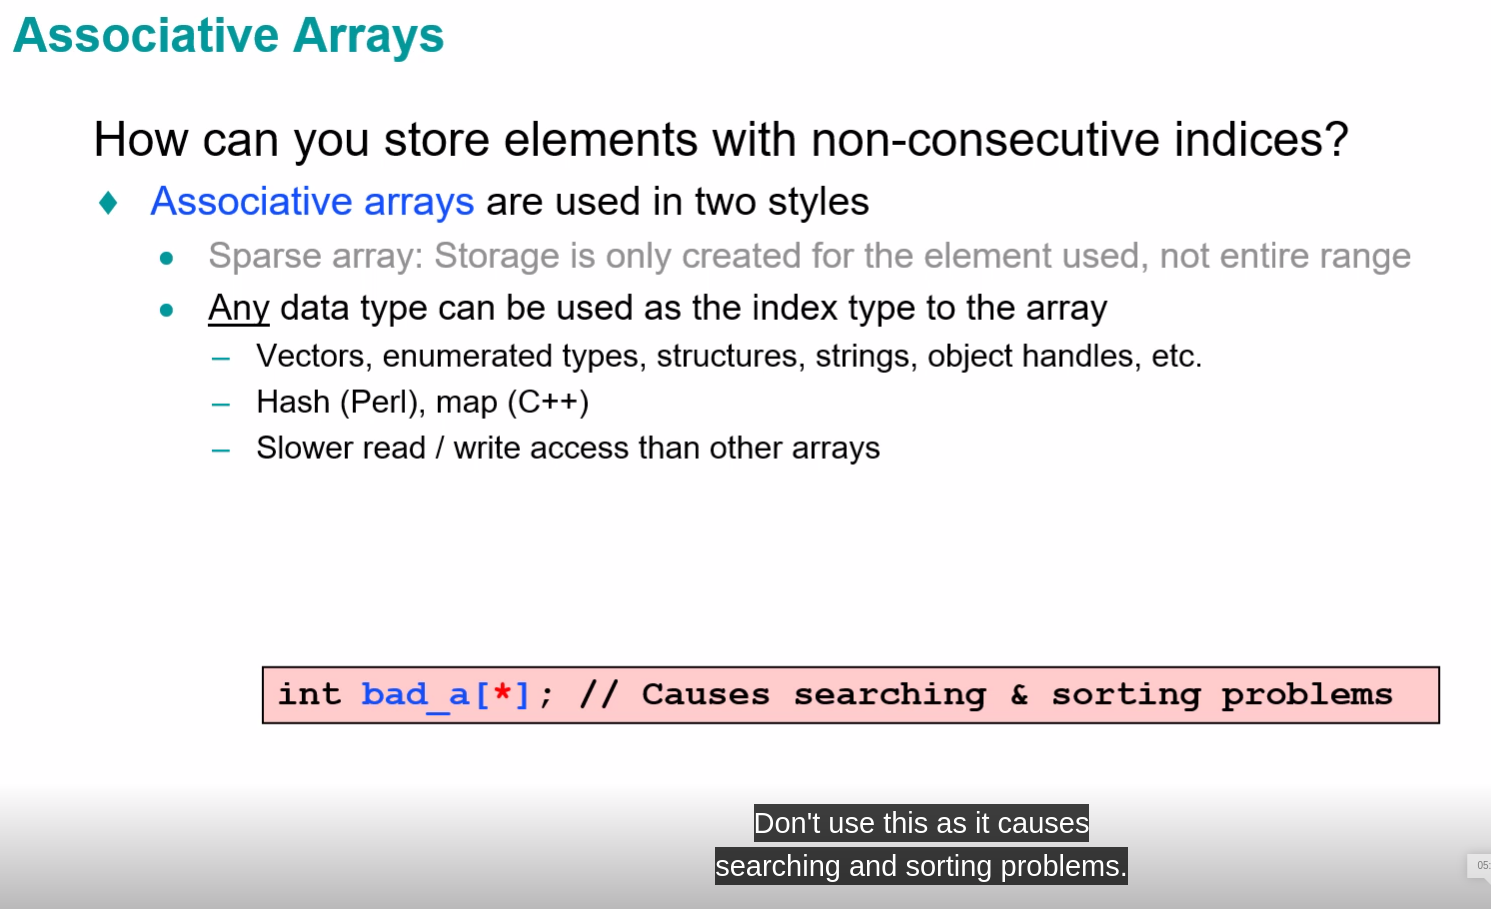 Associative Arrays
How can you store elements with non-consecutive indices?
Associative arrays are used in two styles
Sparse array: Storage is only created for the element used, not entire range
Any data type can be used as the index type to the array
– Vectors, enumerated types, structures, strings, object handles, etc.
– Hash (Perl), map (C++)
– Slower read / write access than other arrays
int bad_a[*]; // Causes searching & sorting problems
Don't use this as it causes
searching and sorting problems.
05: